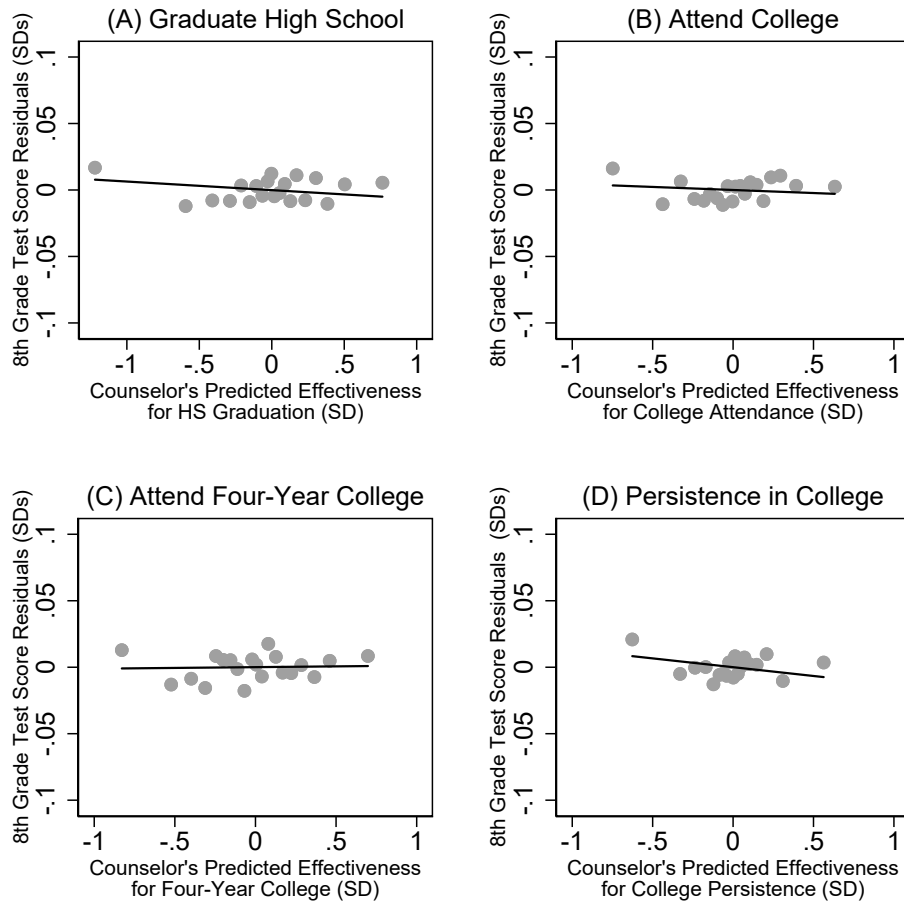 (A) Graduate High School
8th Grade Test Score Residuals (SDs)
.1
.05
0
-.05
-.1
-1
-.5
0
.5
1
Counselor's Predicted Effectiveness
for HS Graduation (SD)
(B) Attend College
8th Grade Test Score Residuals (SDs)
.1
.05
0
-.05
-.1
-1
-.5
0
.5
1
Counselor's Predicted Effectiveness
for College Attendance (SD)
(C) Attend Four-Year College
8th Grade Test Score Residuals (SDs)
.1
.05
0
-.05
-.1
-1
-.5
0
.5
1
Counselor's Predicted Effectiveness
for Four-Year College (SD)
(D) Persistence in College
8th Grade Test Score Residuals (SDs)
.1
.05
0
-.05
-.1
-1
-.5
0
.5
1
Counselor's Predicted Effectiveness
for College Persistence (SD)